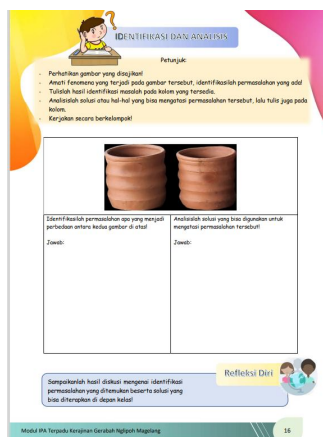 IDENTIFIKASI DAN ANALISIS
Petunjuk:
- Perhatikan gambar yang disajikan!
- Amati fenomena yang terjadi pada gambar tersebut, identifikasilah permasalahan yang ada!
- Tulislah hasil identifikasi masalah pada kolom yang tersedia.
- Analisislah solusi atau hal-hal yang bisa mengatasi permasalahan tersebut, lalu tulis juga pada
kolom.
- Kerjakan secara berkelompok!
Identifikasilah permasalahan apa yang menjadi
perbedaan antara kedua gambar di atas!
Jawab:
Analisislah solusi yang bisa digunakan untuk
mengatasi permasalahan tersebut!
Jawab:
Refleksi Diri
Sampaikanlah hasil diskusi mengenai identifikasi
permasalahan yang ditemukan beserta solusi yang
bisa diterapkan di depan kelas!
Modul IPA Terpadu Kerajinan Gerabah Nglipoh Magelang
16